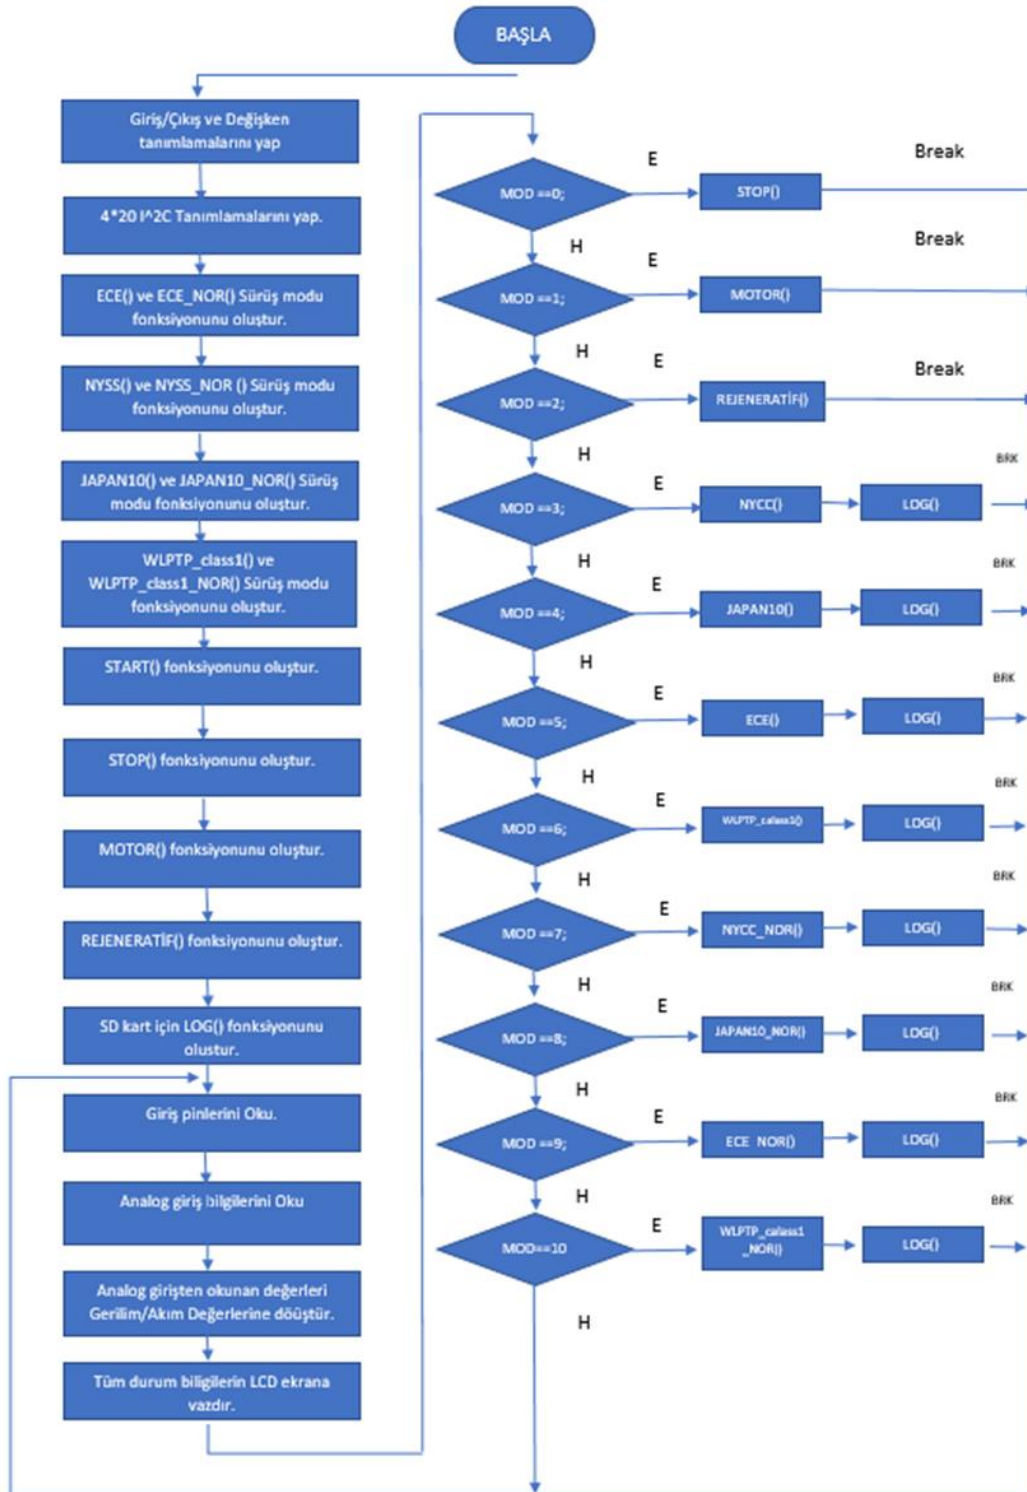 BAŞLA
Giriş/Çıkış ve Değişken
tanımlamalarını yap
4*20 I^2C Tanımlamalarını yap.
ECE() ve ECE_NOR() Sürüş modu
fonksiyonunu oluştur.
NYSS() ve NYSS_NOR () Sürüş modu
fonksiyonunu oluştur.
JAPAN10() ve JAPAN10_NOR() Sürüş
modu fonksiyonunu oluştur.
WLPTP_class1() ve
WLPTP_class1_NOR() Sürüş modu
fonksiyonunu oluştur.
START() fonksiyonunu oluştur.
STOP() fonksiyonunu oluştur.
MOTOR() fonksiyonunu oluştur.
REJENERATİF() fonksiyonunu oluştur.
SD kart için LOG() fonksiyonunu
olustur.
Giriş pinlerini Oku.
Analog giriş bilgilerini Oku
Analog girişten okunan değerleri
Gerilim/Akım Değerlerine döüştür.
Tüm durum biligilerin LCD ekrana
vazdır.
MOD ==0;
E
STOP()
Break
H
MOD ==1;
E
MOTOR()
Break
H
MOD ==2;
E
REJENERATİF()
Break
H
MOD ==3;
E
NYCC()
LOG()
BRK
H
MOD ==4;
E
JAPAN10()
LOG()
BRK
H
MOD ==5;
E
ECE()
LOG()
BRK
H
MOD ==6;
E
WLPTP_calass1()
LOG()
BRK
H
MOD ==7;
E
NYCC_NOR()
LOG()
BRK
H
MOD ==8;
E
JAPAN10_NOR()
LOG()
BRK
H
MOD ==9;
E
ECE NOR()
LOG()
BRK
H
MOD==10
E
WLPTP_calass1
_NOR()
LOG()
BRK
H